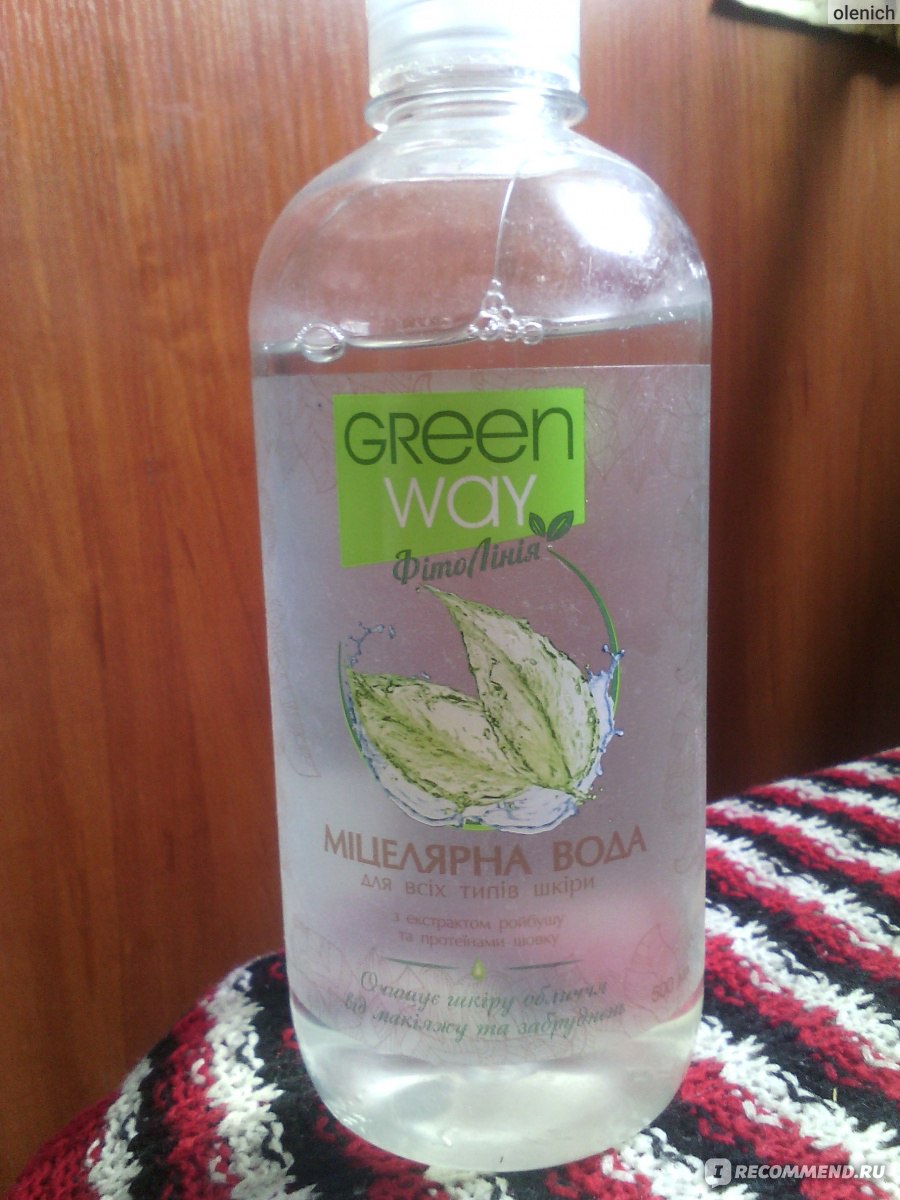 olenich
GReen
way
ФітоЛінія
МІЦЕЛЯРНА ВОДА
для всіх типів шкіри
з екстрактом ройбушу
та протеїнами шовку
Очищує шкіру обличчя
від макіяжу та забруднень
500
I RECOMMEND.RU